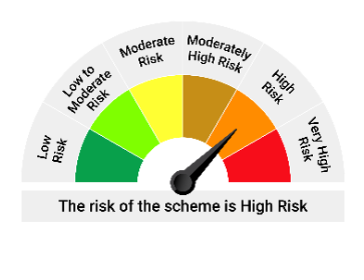 Low
Risk
Low to
Moderate
Risk
Moderate
Risk
Moderately
High Risk
High
Risk
Very High
Risk
The risk of the scheme is High Risk